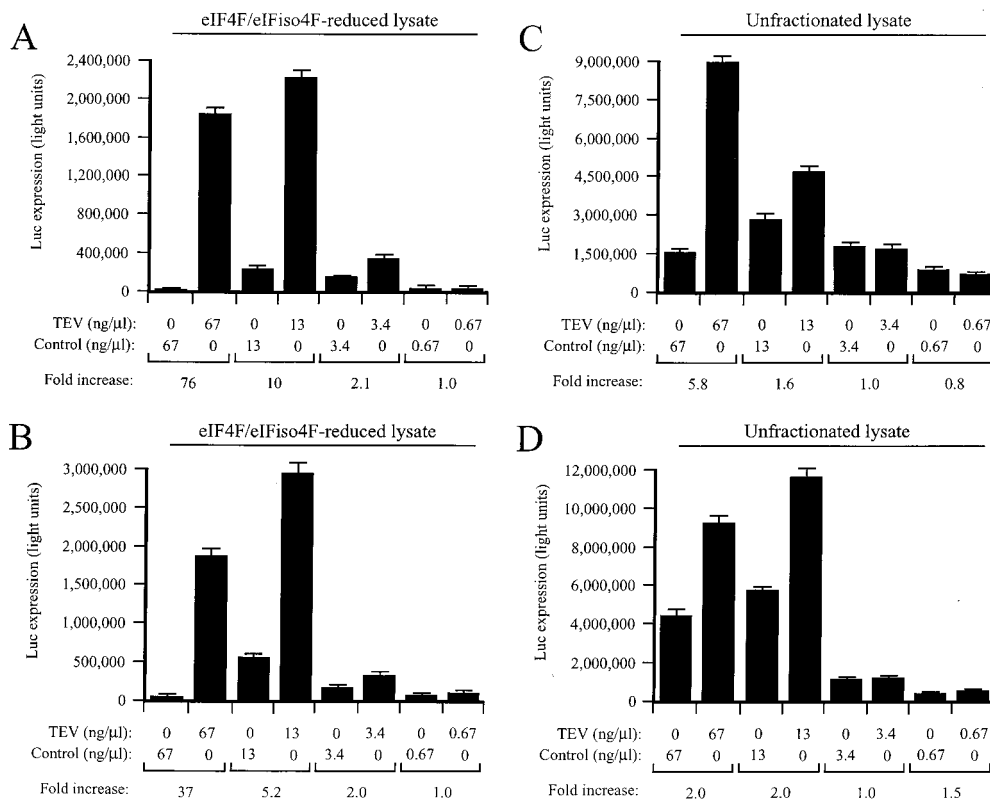 A
eIF4F/eIFiso4F-reduced lysate
Luc expression (light units)
2,400,000
2,000,000
1,600,000
1,200,000
800,000
400,000
0
TEV (ng/µl): 0 67 0 13 0 3.4 0 0.67
Control (ng/µl): 67 0 13 0 3.4 0 0.67 0
Fold increase: 76 10 2.1 1.0
C
Unfractionated lysate
Luc expression (light units)
9,000,000
7,500,000
6,000,000
4,500,000
3,000,000
1,500,000
0
TEV (ng/µl): 0 67 0 13 0 3.4 0 0.67
Control (ng/µl): 67 0 13 0 3.4 0 0.67 0
Fold increase: 5.8 1.6 1.0 0.8
B
eIF4F/eIFiso4F-reduced lysate
Luc expression (light units)
3,000,000
2,500,000
2,000,000
1,500,000
1,000,000
500,000
0
TEV (ng/µl): 0 67 0 13 0 3.4 0 0.67
Control (ng/µl): 67 0 13 0 3.4 0 0.67 0
Fold increase: 37 5.2 2.0 1.0
D
Unfractionated lysate
Luc expression (light units)
12,000,000
10,000,000
8,000,000
6,000,000
4,000,000
2,000,000
0
TEV (ng/µl): 0 67 0 13 0 3.4 0 0.67
Control (ng/µl): 67 0 13 0 3.4 0 0.67 0
Fold increase: 2.0 2.0 1.0 1.5